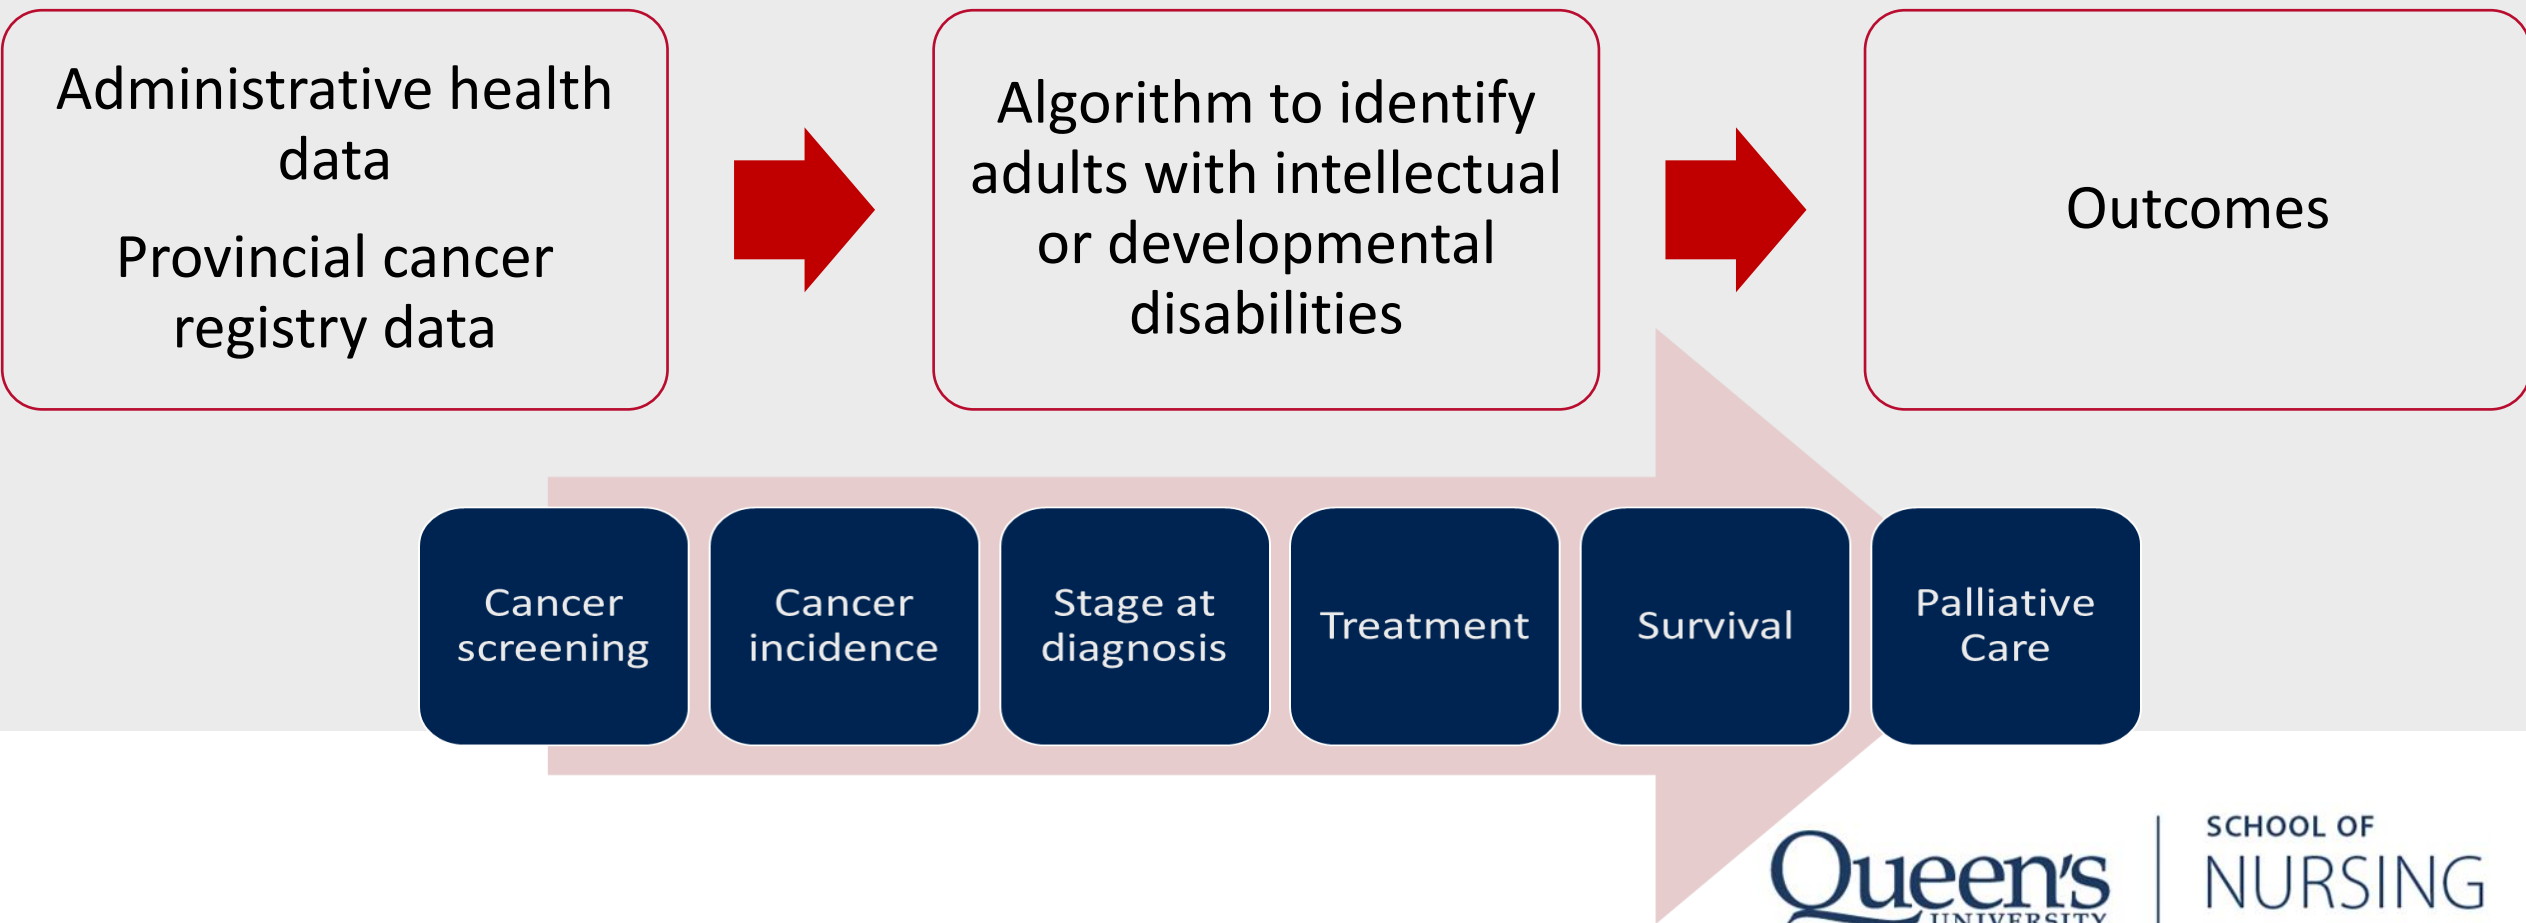 Administrative health
data
Provincial cancer
registry data
Algorithm to identify
adults with intellectual
or developmental
disabilities
Outcomes
Cancer
screening
Cancer
incidence
Stage at
diagnosis
Treatment
Survival
Palliative
Care
Queen's
UNIVERSITY
SCHOOL OF
NURSING